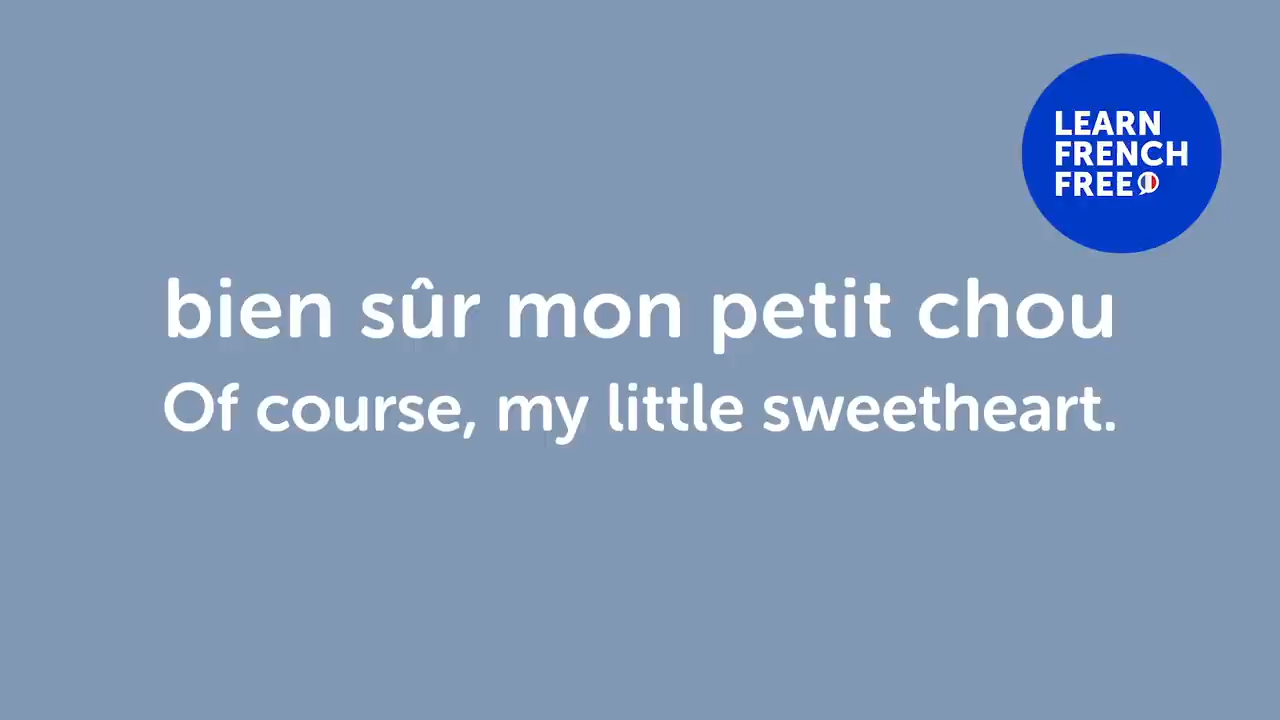 LEARN
FRENCH
FREE
bien sûr mon petit chou
Of course, my little sweetheart.